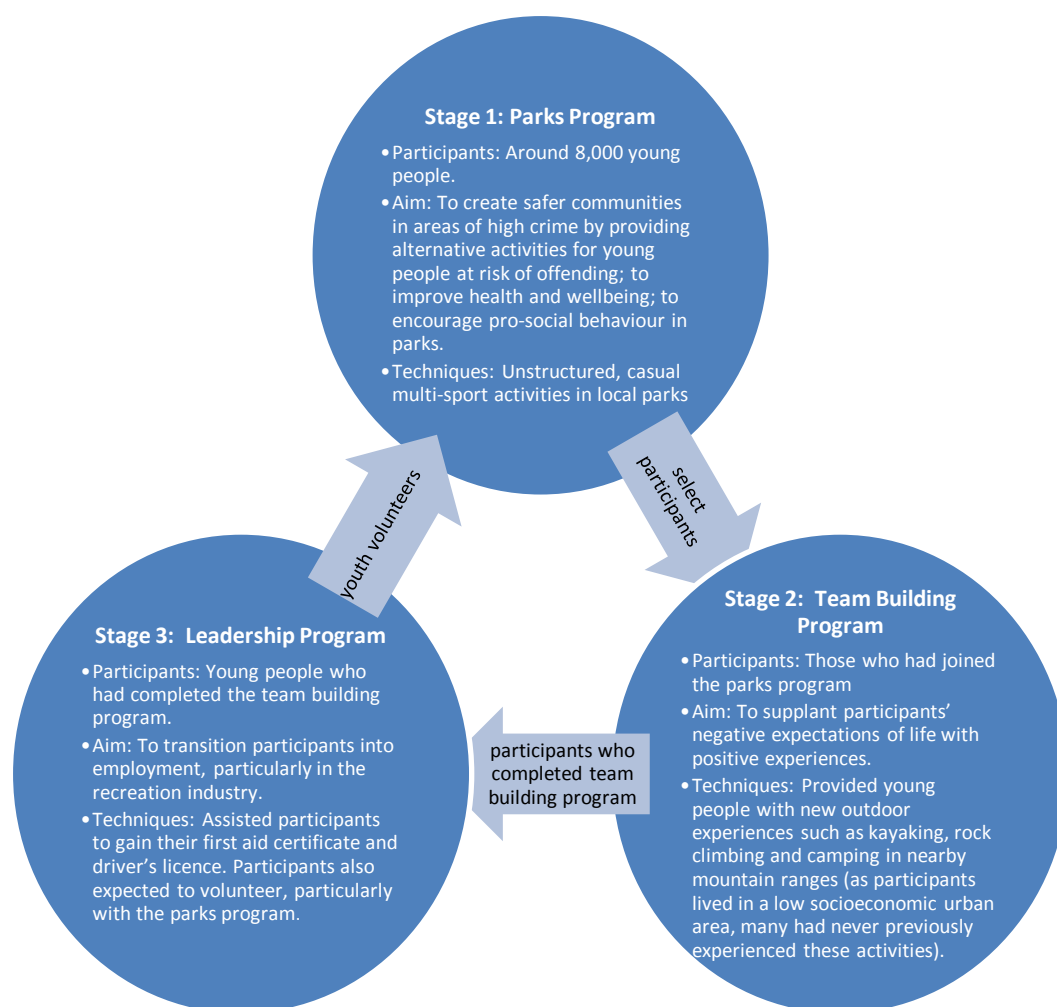 Stage 1: Parks Program
•Participants: Around 8,000 young
people.
•Aim: To create safer communities
in areas of high crime by providing
alternative activities for young
people at risk of offending; to
improve health and wellbeing; to
encourage pro-social behaviour in
parks.
•Techniques: Unstructured, casual
multi-sport activities in local parks
select
participants
Stage 2: Team Building
Program
•Participants: Those who had joined
the parks program
•Aim: To supplant participants’
negative expectations of life with
positive experiences.
•Techniques: Provided young
people with new outdoor
experiences such as kayaking, rock
climbing and camping in nearby
mountain ranges (as participants
lived in a low socioeconomic urban
area, many had never previously
experienced these activities).
participants who
completed team
building program
Stage 3: Leadership Program
•Participants: Young people who
had completed the team building
program.
•Aim: To transition participants into
employment, particularly in the
recreation industry.
•Techniques: Assisted participants
to gain their first aid certificate and
driver’s licence. Participants also
expected to volunteer, particularly
with the parks program.
youth volunteers